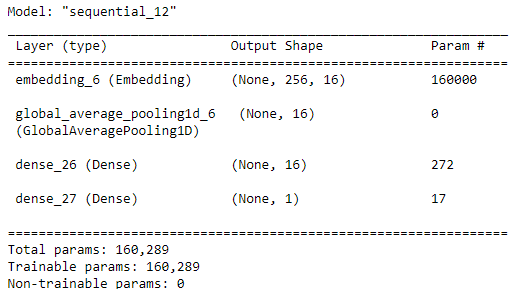 Model: "sequential_12"
Layer (type) Output Shape Param #
embedding_6 (Embedding) (None, 256, 16) 160000
global_average_pooling1d_6 (None, 16) 0
(GlobalAveragePooling1D)
dense_26 (Dense) (None, 16) 272
dense_27 (Dense) (None, 1) 17
Total params: 160,289
Trainable params: 160,289
Non-trainable params: 0